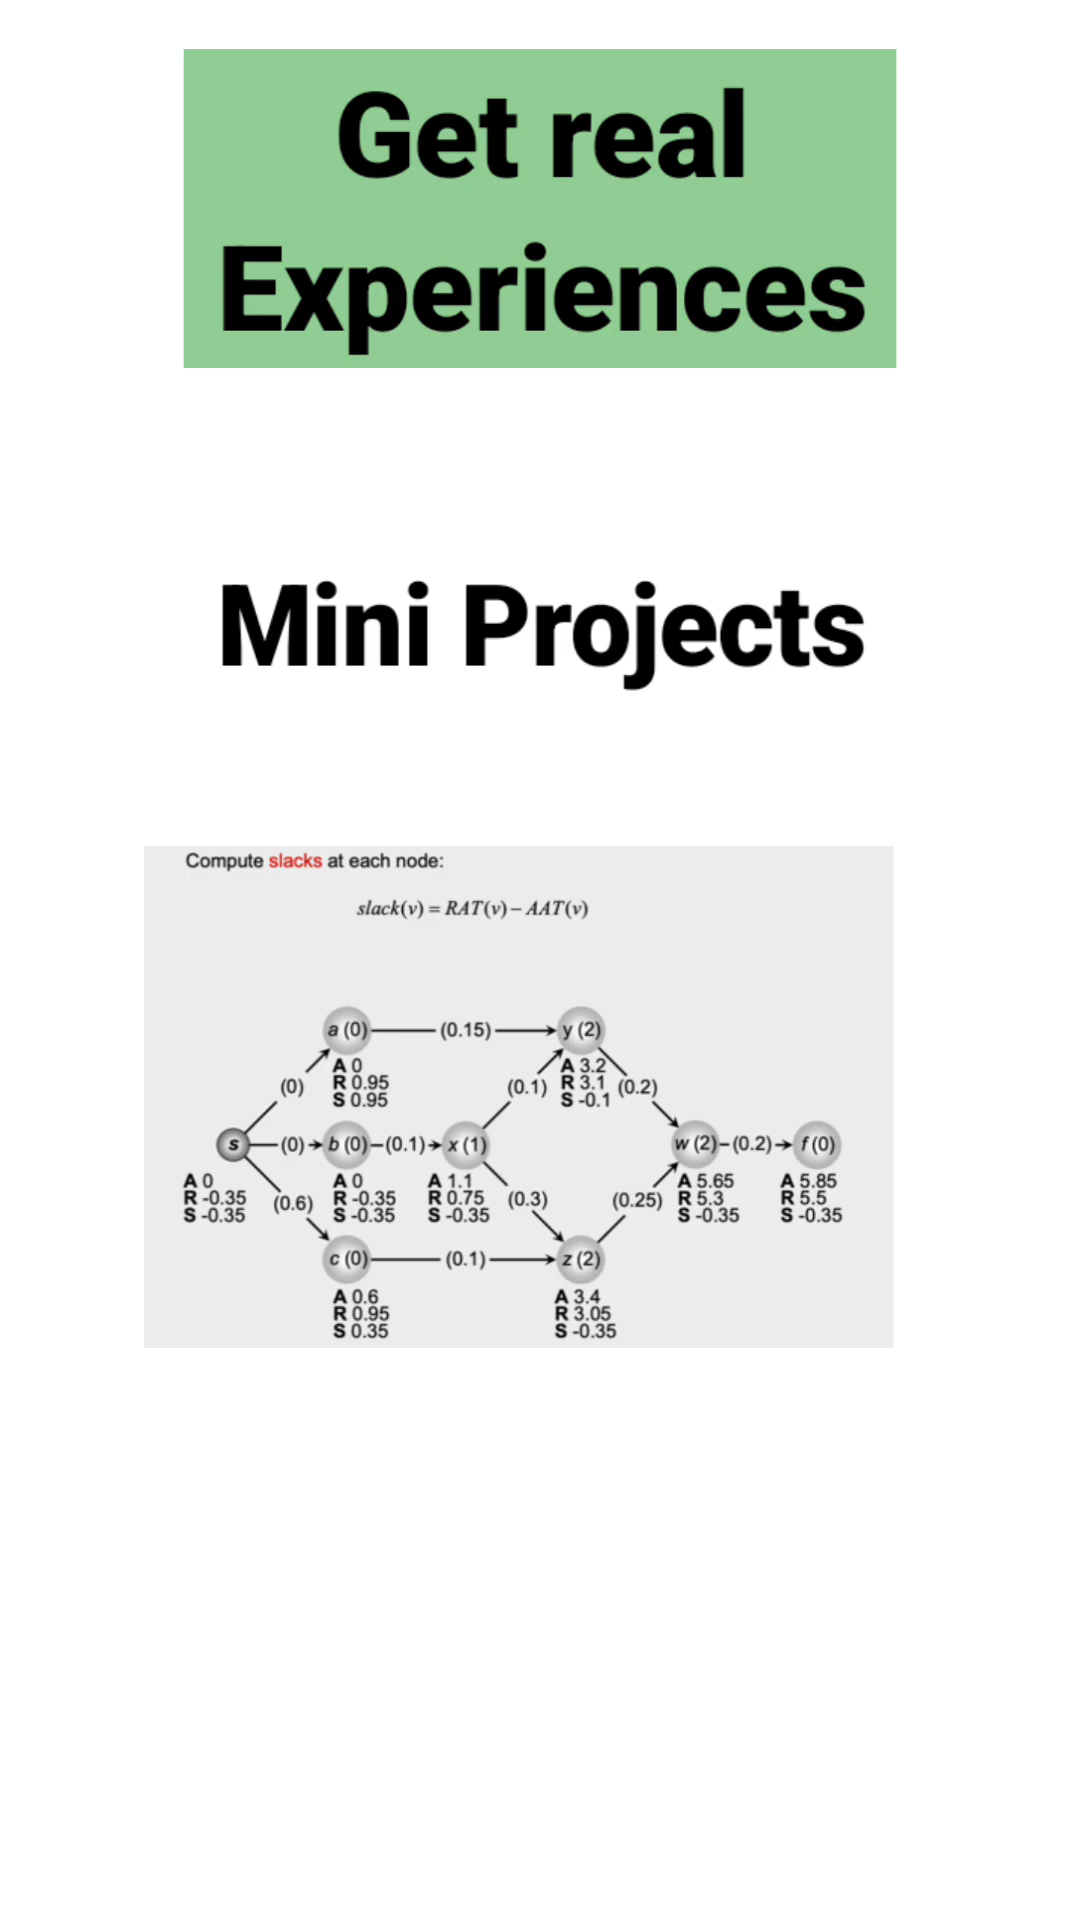 Get real
Experiences
Mini Projects
Compute slacks at each node:
slack(v) = RAT(v) – AAT(v)
a (0)
(0.15)
y (2)
A 0
R 0.95
S 0.95
A 3.2
R 3.1
S -0.1
(0)
(0.1)
(0.2)
s
(0)
b (0)
(0.1)
x (1)
w (2)
(0.2)
f (0)
A 0
R -0.35
S -0.35
(0.6)
A 0
R -0.35
S -0.35
A 1.1
R 0.75
S -0.35
(0.3)
(0.25)
A 5.65
R 5.3
S -0.35
A 5.85
R 5.5
S -0.35
c (0)
(0.1)
z (2)
A 0.6
R 0.95
S 0.35
A 3.4
R 3.05
S -0.35